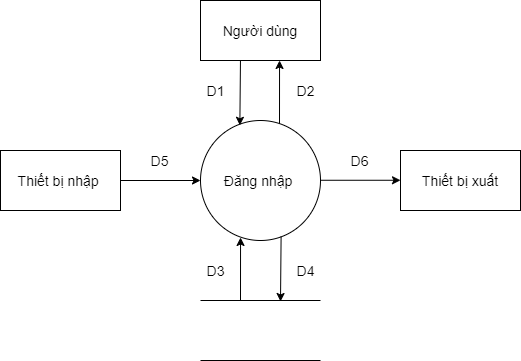 Người dùng
D1
D2
Thiết bị nhập
D5
Đăng nhập
D6
Thiết bị xuất
D3
D4